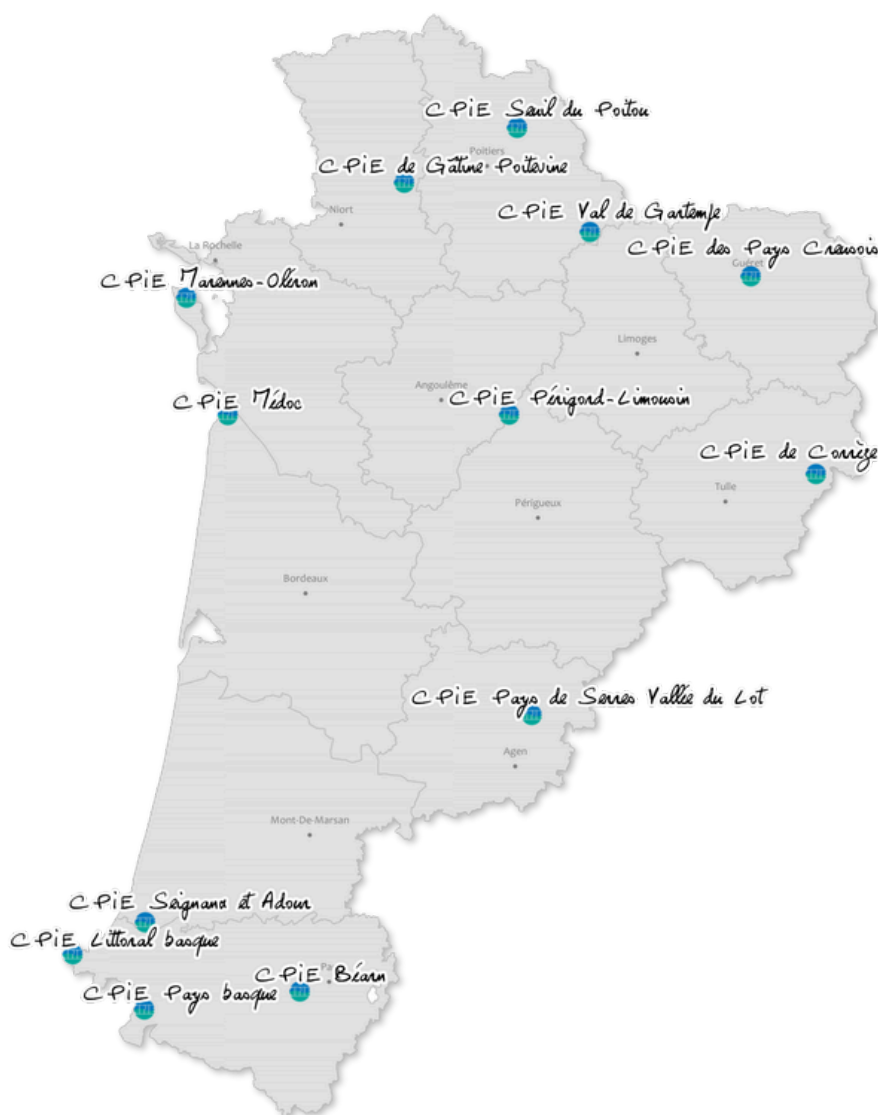 CPiE Seuil du Poitou
Poitiers
CPiE de Gâtine Poitevine
Niort
CPiE Val de Gartempe
La Rochelle
CPiE des Pays Creusois
Guéret
CPiE Marennes-Oléron
Limoges
Angoulême
CPiE Médoc
CPiE Périgord-Limousin
CPiE de Corrèze
Tulle
Périgueux
Bordeaux
CPiE Pays de Serres Vallée du Lot
Agen
Mont-De-Marsan
CPiE Seignanx et Adour
CPiE Littoral basque
CPiE Béarn
CPiE Pays basque